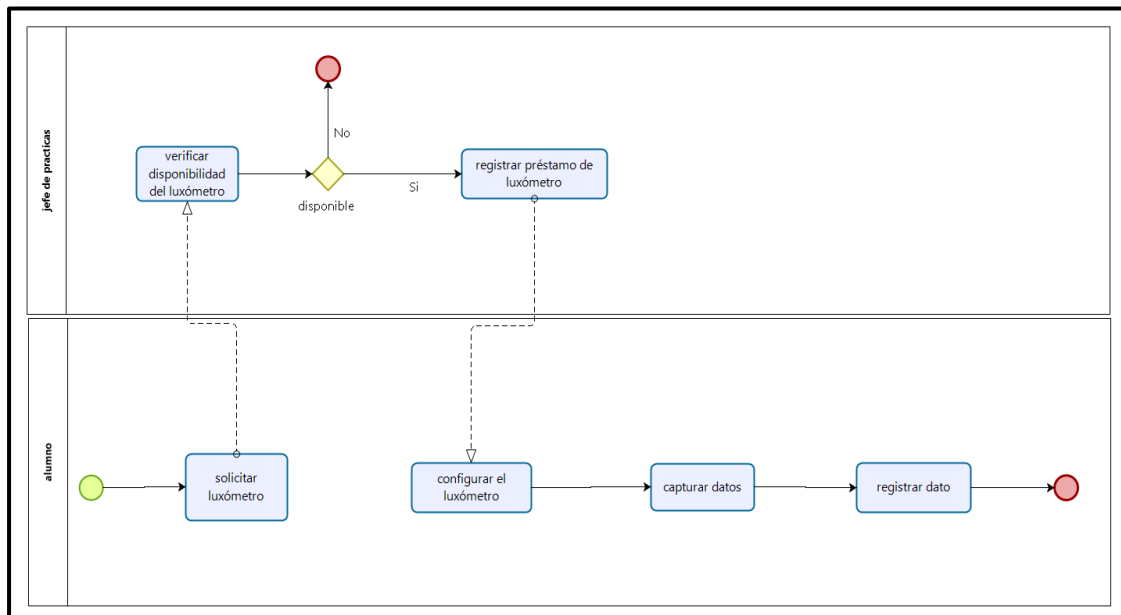 jefe de practicas
verificar
disponibilidad
del luxómetro
No
disponible
Si
registrar préstamo de
luxómetro
alumno
solicitar
luxómetro
configurar el
luxómetro
capturar datos
registrar dato